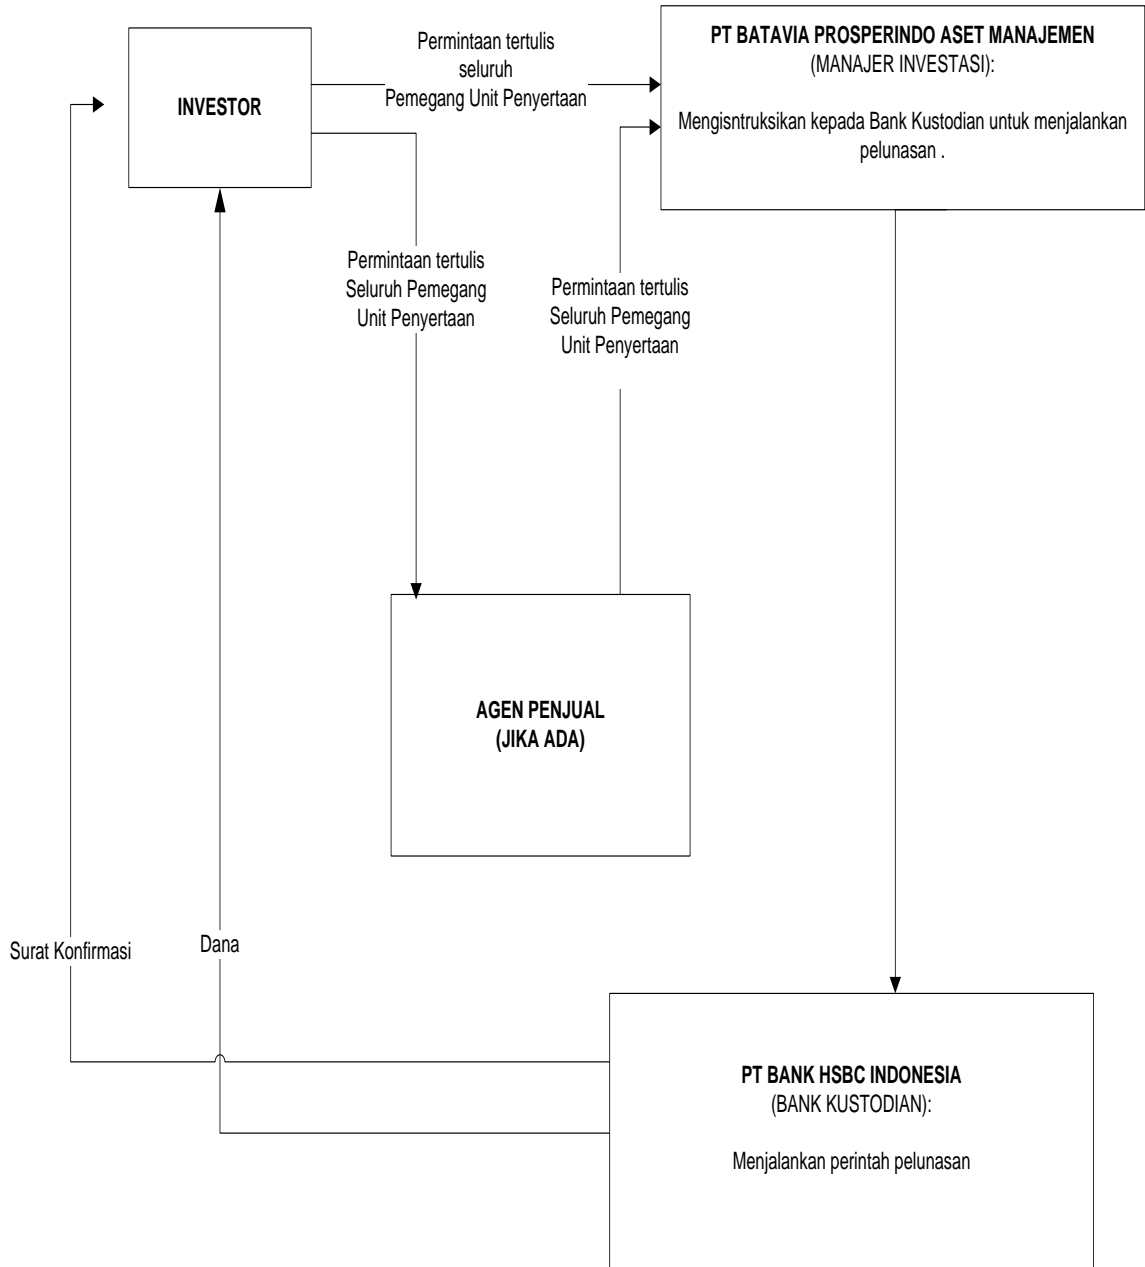 INVESTOR
Permintaan tertulis
seluruh
Pemegang Unit Penyertaan
PT BATAVIA PROSPERINDO ASET MANAJEMEN
(MANAJER INVESTASI):
Mengisntruksikan kepada Bank Kustodian untuk menjalankan
pelunasan .
Permintaan tertulis
Seluruh Pemegang
Unit Penyertaan
Permintaan tertulis
Seluruh Pemegang
Unit Penyertaan
AGEN PENJUAL
(JIKA ADA)
Surat Konfirmasi
Dana
PT BANK HSBC INDONESIA
(BANK KUSTODIAN):
Menjalankan perintah pelunasan